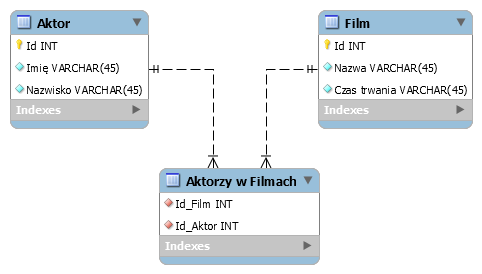 Aktor
Id INT
Imię VARCHAR(45)
Nazwisko VARCHAR(45)
Indexes
Film
Id INT
Nazwa VARCHAR(45)
Czas trwania VARCHAR(45)
Indexes
Aktorzy w Filmach
Id_Film INT
Id_Aktor INT
Indexes